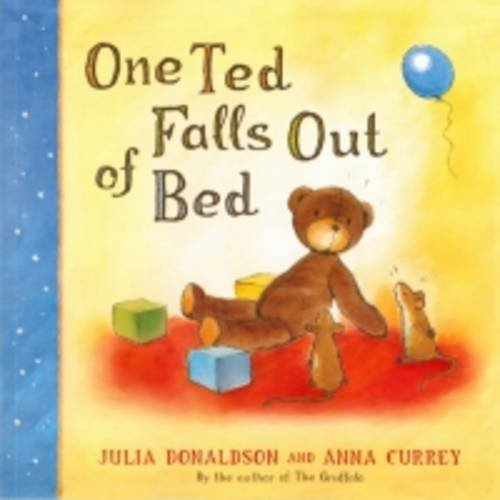 One Ted
Falls Out
of Bed
JULIA DONALDSON AND ANNA CURREY
By the author of The Gruffalo